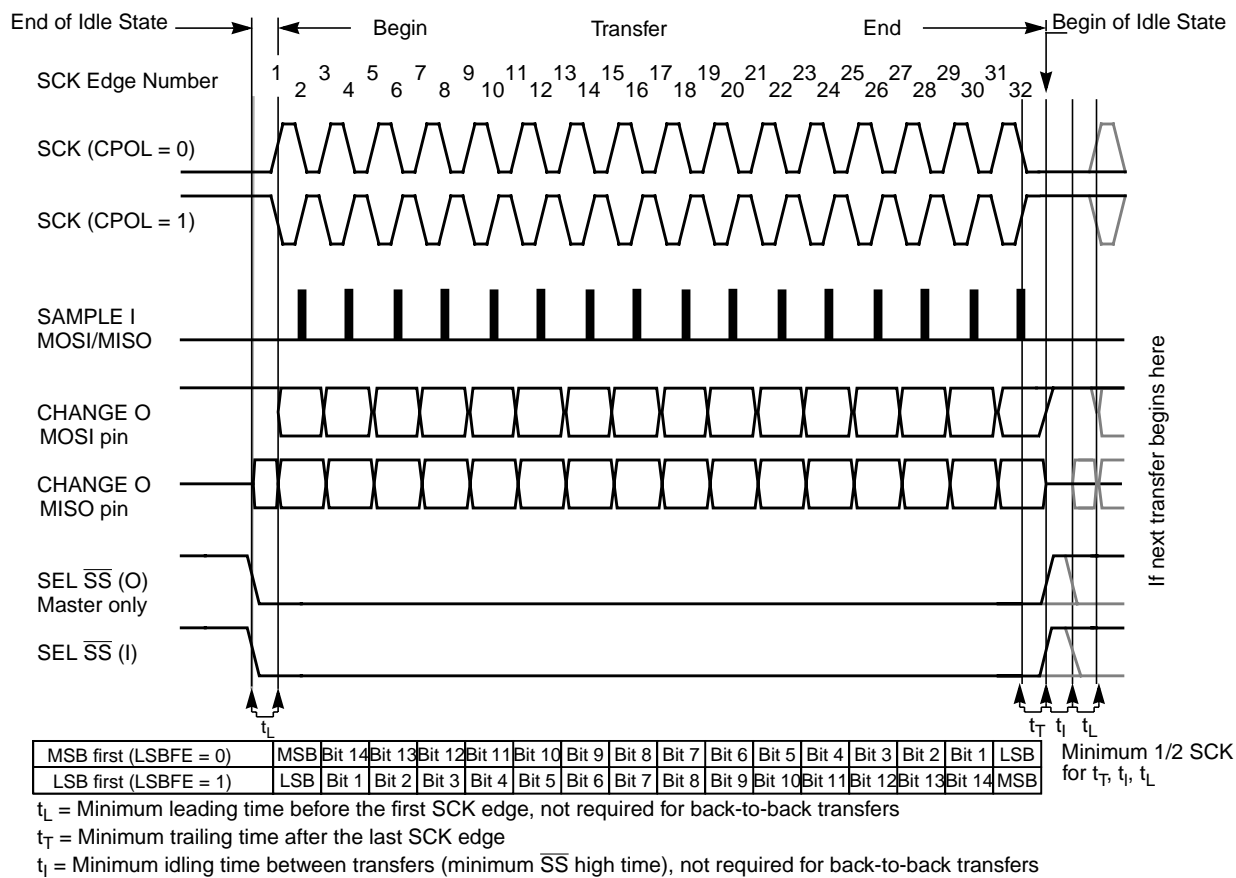 End of Idle State Begin Transfer End Begin of Idle State
SCK Edge Number 1 2 3 4 5 6 7 8 9 10 11 12 13 14 15 16 17 18 19 20 21 22 23 24 25 26 27 28 29 30 31 32
SCK (CPOL = 0)
SCK (CPOL = 1)
SAMPLE I
MOSI/MISO
CHANGE O
MOSI pin
CHANGE O
MISO pin
SEL S̅S̅ (O)
Master only
SEL S̅S̅ (I)
If next transfer begins here
tL tT tI tL
MSB first (LSBFE = 0) MSB Bit 14 Bit 13 Bit 12 Bit 11 Bit 10 Bit 9 Bit 8 Bit 7 Bit 6 Bit 5 Bit 4 Bit 3 Bit 2 Bit 1 LSB
LSB first (LSBFE = 1) LSB Bit 1 Bit 2 Bit 3 Bit 4 Bit 5 Bit 6 Bit 7 Bit 8 Bit 9 Bit 10 Bit 11 Bit 12 Bit 13 Bit 14 MSB
Minimum 1/2 SCK
for tT, tI, tL
tL = Minimum leading time before the first SCK edge, not required for back-to-back transfers
tT = Minimum trailing time after the last SCK edge
tI = Minimum idling time between transfers (minimum S̅S̅ high time), not required for back-to-back transfers